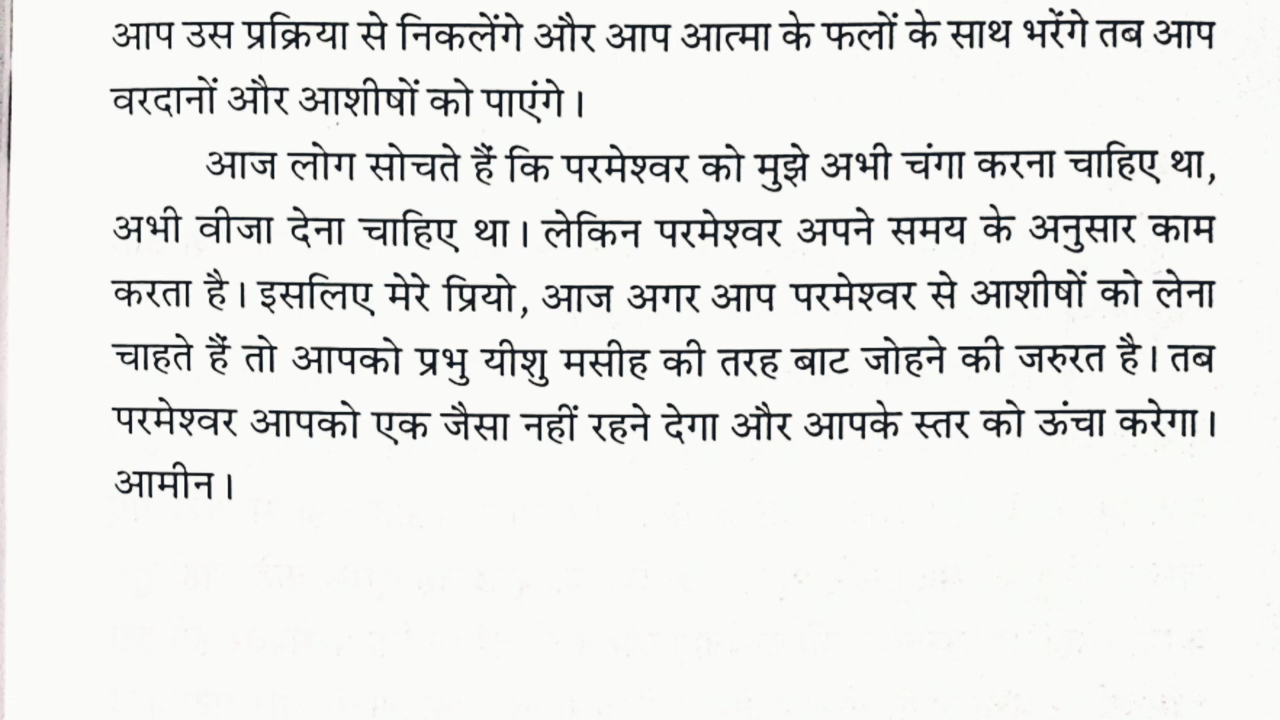 आप उस प्रक्रिया से निकलेंगे और आप आत्मा के फलों के साथ भरेंगे तब आप
वरदानों और आशीषों को पाएंगे।
आज लोग सोचते हैं कि परमेश्वर को मुझे अभी चंगा करना चाहिए था,
अभी वीजा देना चाहिए था। लेकिन परमेश्वर अपने समय के अनुसार काम
करता है। इसलिए मेरे प्रियो, आज अगर आप परमेश्वर से आशीषों को लेना
चाहते हैं तो आपको प्रभु यीशु मसीह की तरह बाट जोहने की जरुरत है। तब
परमेश्वर आपको एक जैसा नहीं रहने देगा और आपके स्तर को ऊंचा करेगा।
आमीन।